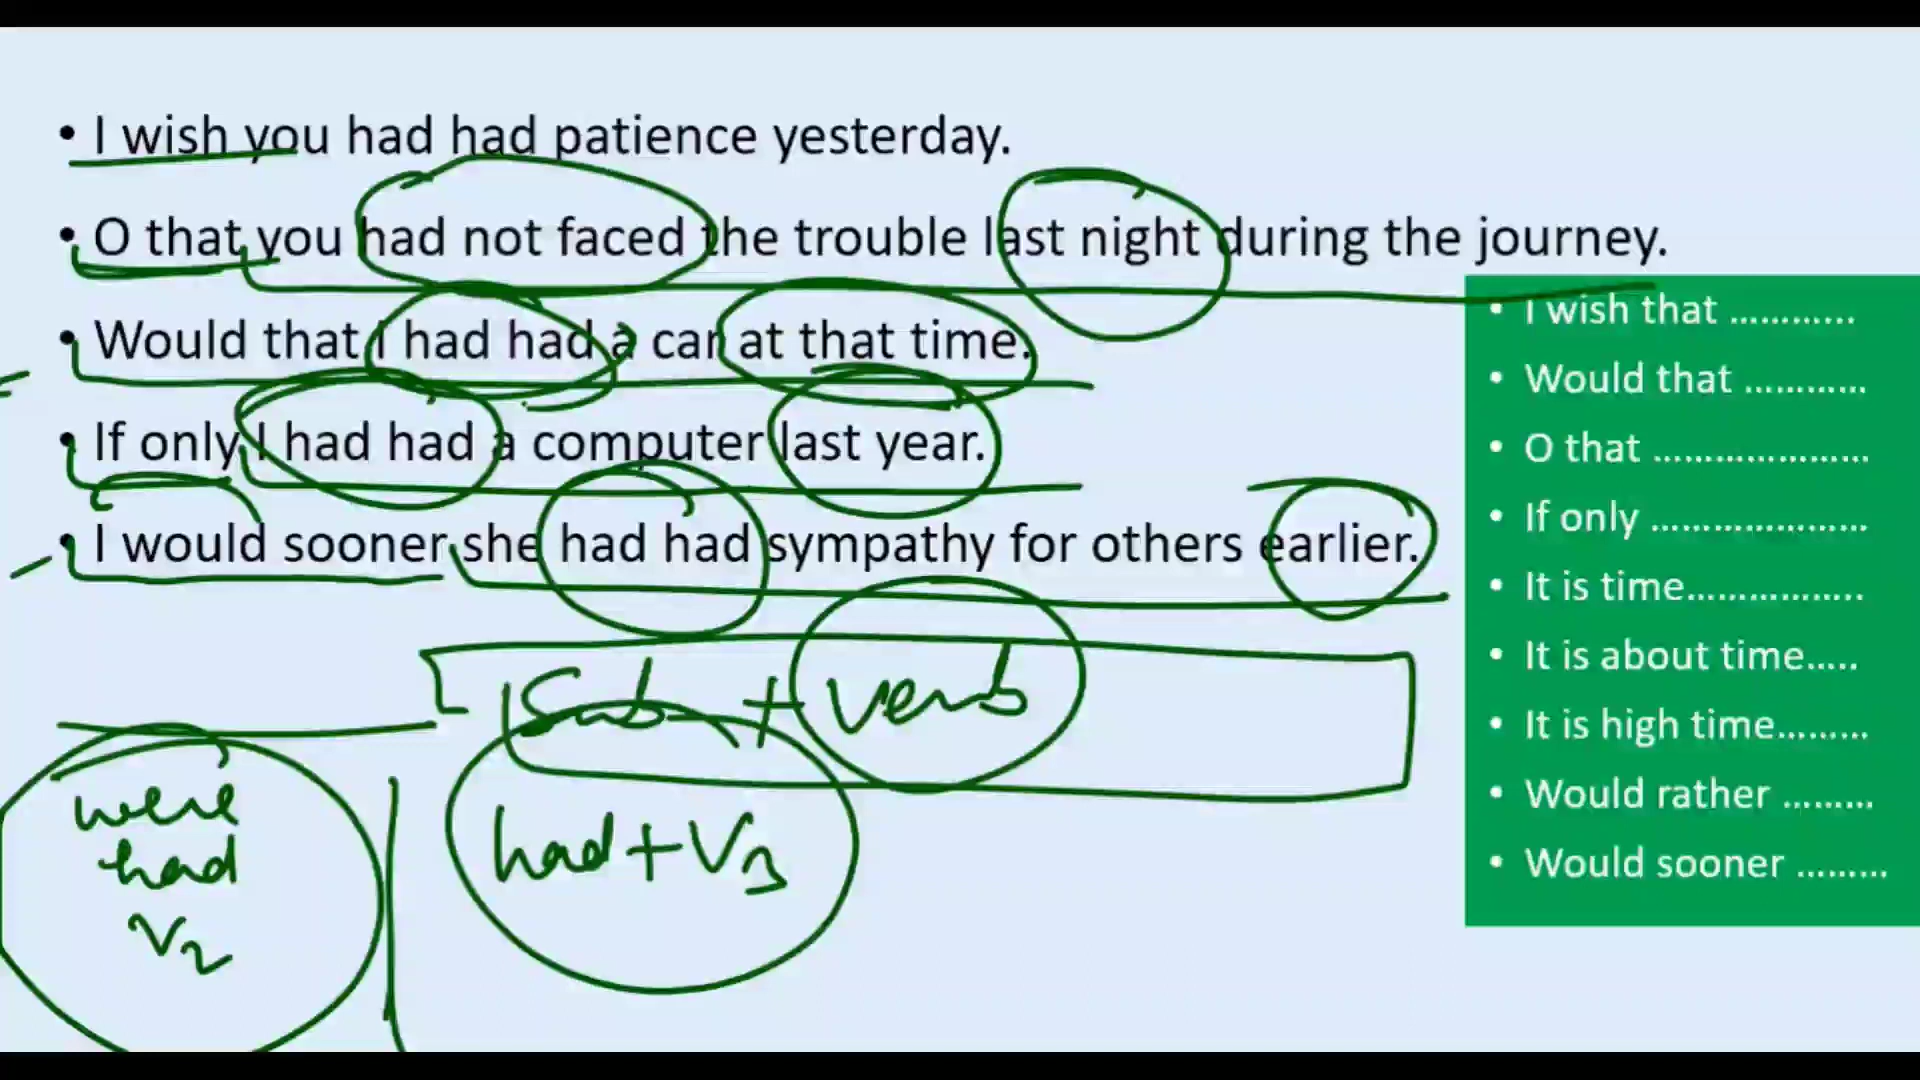 • I wish you had had patience yesterday.
• O that you had not faced the trouble last night during the journey.
• Would that I had had a car at that time.
• If only I had had a computer last year.
• I would sooner she had had sympathy for others earlier.
Sub + verb
had + V3
were
had
V2
• I wish that ............
• Would that ............
• O that .....................
• If only .....................
• It is time.................
• It is about time.....
• It is high time.........
• Would rather .........
• Would sooner .........